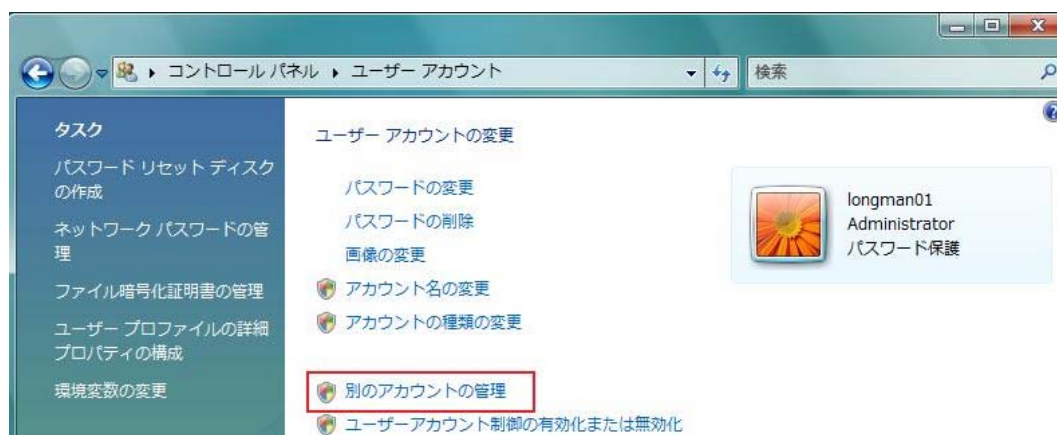 コントロール パネル ユーザー アカウント
検索
タスク
パスワード リセット ディスク
の作成
ネットワーク パスワードの管
理
ファイル暗号化証明書の管理
ユーザー プロファイルの詳細
プロパティの構成
環境変数の変更
ユーザー アカウントの変更
パスワードの変更
パスワードの削除
画像の変更
アカウント名の変更
アカウントの種類の変更
別のアカウントの管理
ユーザーアカウント制御の有効化または無効化
longman01
Administrator
パスワード保護